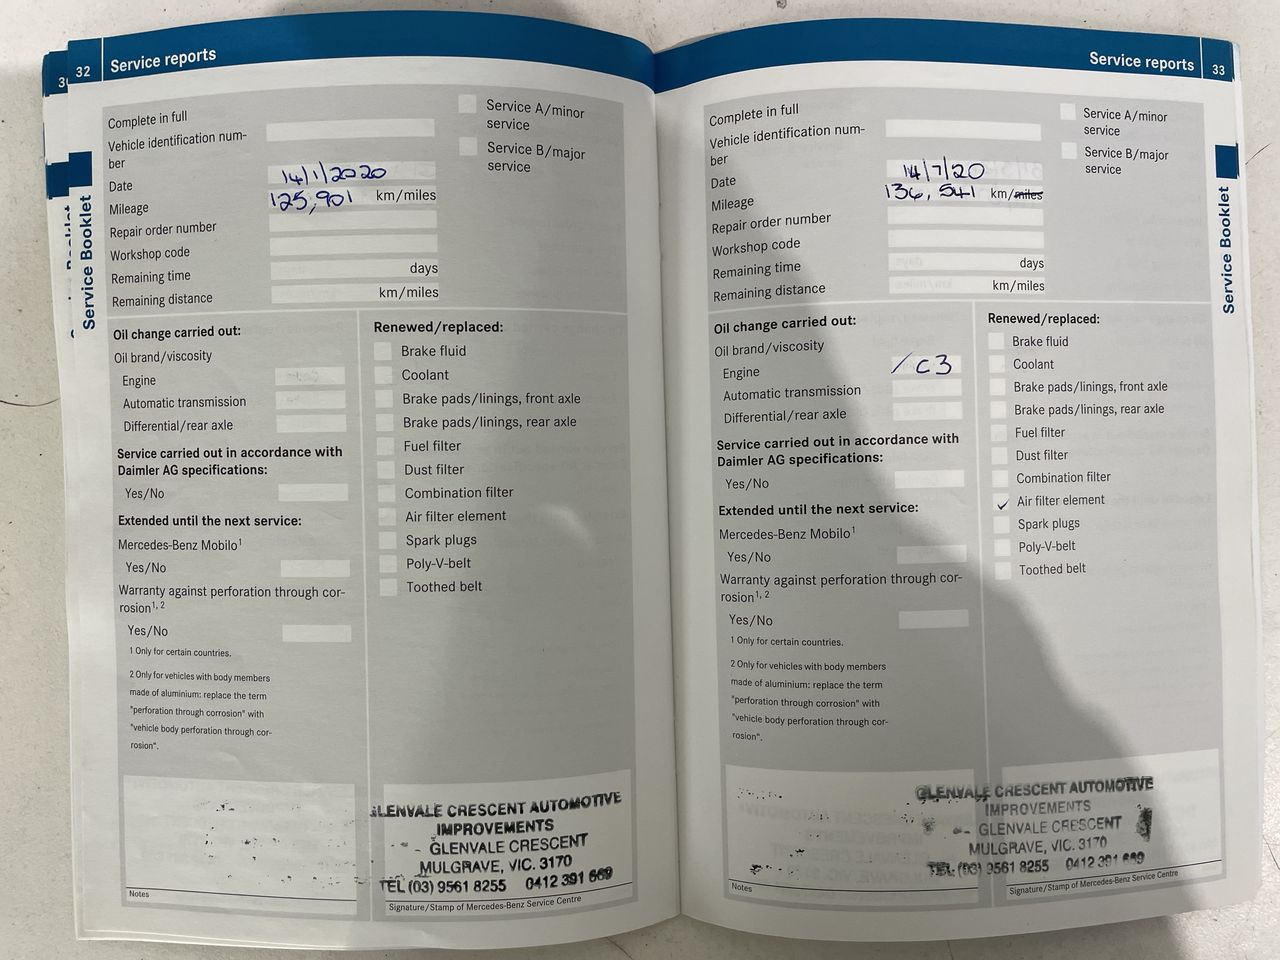 32 Service reports
Complete in full
Vehicle identification num-
ber
Date 14/1/2020
Mileage 125,901 km/miles
Repair order number
Workshop code
Remaining time days
Remaining distance km/miles
Service A/minor
service
Service B/major
service
Oil change carried out:
Oil brand/viscosity
Engine
Automatic transmission
Differential/rear axle
Service carried out in accordance with
Daimler AG specifications:
Yes/No
Extended until the next service:
Mercedes-Benz Mobilo1
Yes/No
Warranty against perforation through cor-
rosion1, 2
Yes/No
1 Only for certain countries.
2 Only for vehicles with body members
made of aluminium: replace the term
"perforation through corrosion" with
"vehicle body perforation through cor-
rosion".
Renewed/replaced:
Brake fluid
Coolant
Brake pads/linings, front axle
Brake pads/linings, rear axle
Fuel filter
Dust filter
Combination filter
Air filter element
Spark plugs
Poly-V-belt
Toothed belt
GLENVALE CRESCENT AUTOMOTIVE
IMPROVEMENTS
GLENVALE CRESCENT
MULGRAVE, VIC. 3170
TEL (03) 9561 8255 0412 391 669
Notes
Signature/Stamp of Mercedes-Benz Service Centre
Service Booklet
Service reports 33
Complete in full
Vehicle identification num-
ber
Date 14/7/20
Mileage 136,541 km/miles
Repair order number
Workshop code
Remaining time days
Remaining distance km/miles
Service A/minor
service
Service B/major
service
Oil change carried out:
Oil brand/viscosity
Engine / C3
Automatic transmission
Differential/rear axle
Service carried out in accordance with
Daimler AG specifications:
Yes/No
Extended until the next service:
Mercedes-Benz Mobilo1
Yes/No
Warranty against perforation through cor-
rosion1, 2
Yes/No
1 Only for certain countries.
2 Only for vehicles with body members
made of aluminium: replace the term
"perforation through corrosion" with
"vehicle body perforation through cor-
rosion".
Renewed/replaced:
Brake fluid
Coolant
Brake pads/linings, front axle
Brake pads/linings, rear axle
Fuel filter
Dust filter
Combination filter
✓ Air filter element
Spark plugs
Poly-V-belt
Toothed belt
GLENVALE CRESCENT AUTOMOTIVE
IMPROVEMENTS
GLENVALE CRESCENT
MULGRAVE, VIC. 3170
TEL: (03) 9561 8255 0412 391 669
Notes
Signature/Stamp of Mercedes-Benz Service Centre
Service Booklet